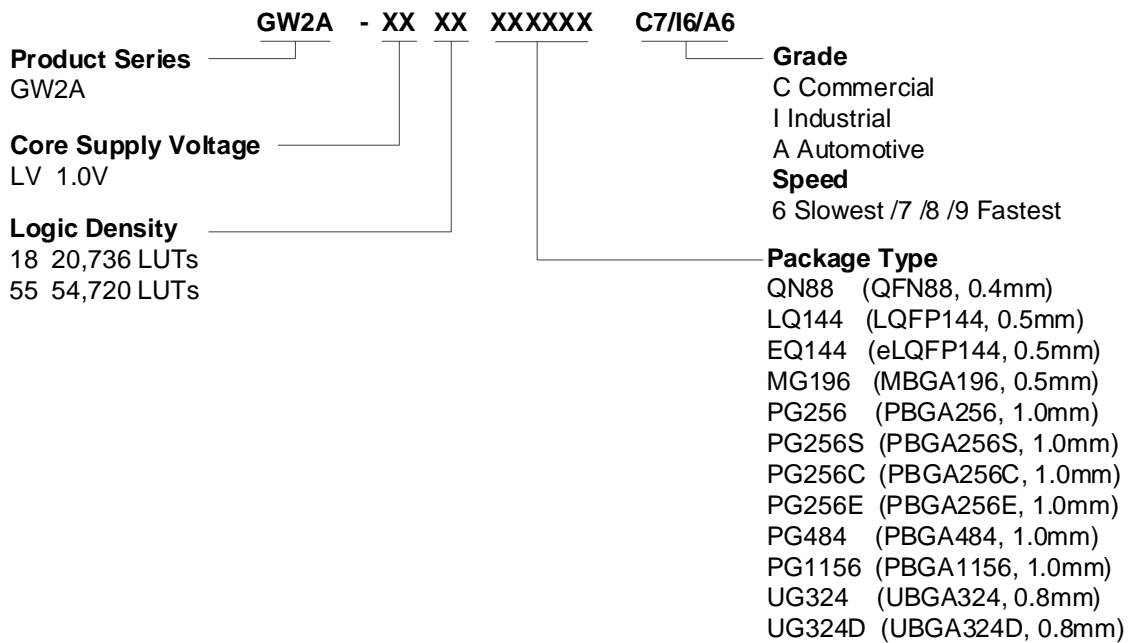 GW2A - XX XX XXXXXX C7/I6/A6
Product Series
GW2A
Core Supply Voltage
LV 1.0V
Logic Density
18 20,736 LUTs
55 54,720 LUTs
Grade
C Commercial
I Industrial
A Automotive
Speed
6 Slowest /7 /8 /9 Fastest
Package Type
QN88 (QFN88, 0.4mm)
LQ144 (LQFP144, 0.5mm)
EQ144 (eLQFP144, 0.5mm)
MG196 (MBGA196, 0.5mm)
PG256 (PBGA256, 1.0mm)
PG256S (PBGA256S, 1.0mm)
PG256C (PBGA256C, 1.0mm)
PG256E (PBGA256E, 1.0mm)
PG484 (PBGA484, 1.0mm)
PG1156 (PBGA1156, 1.0mm)
UG324 (UBGA324, 0.8mm)
UG324D (UBGA324D, 0.8mm)